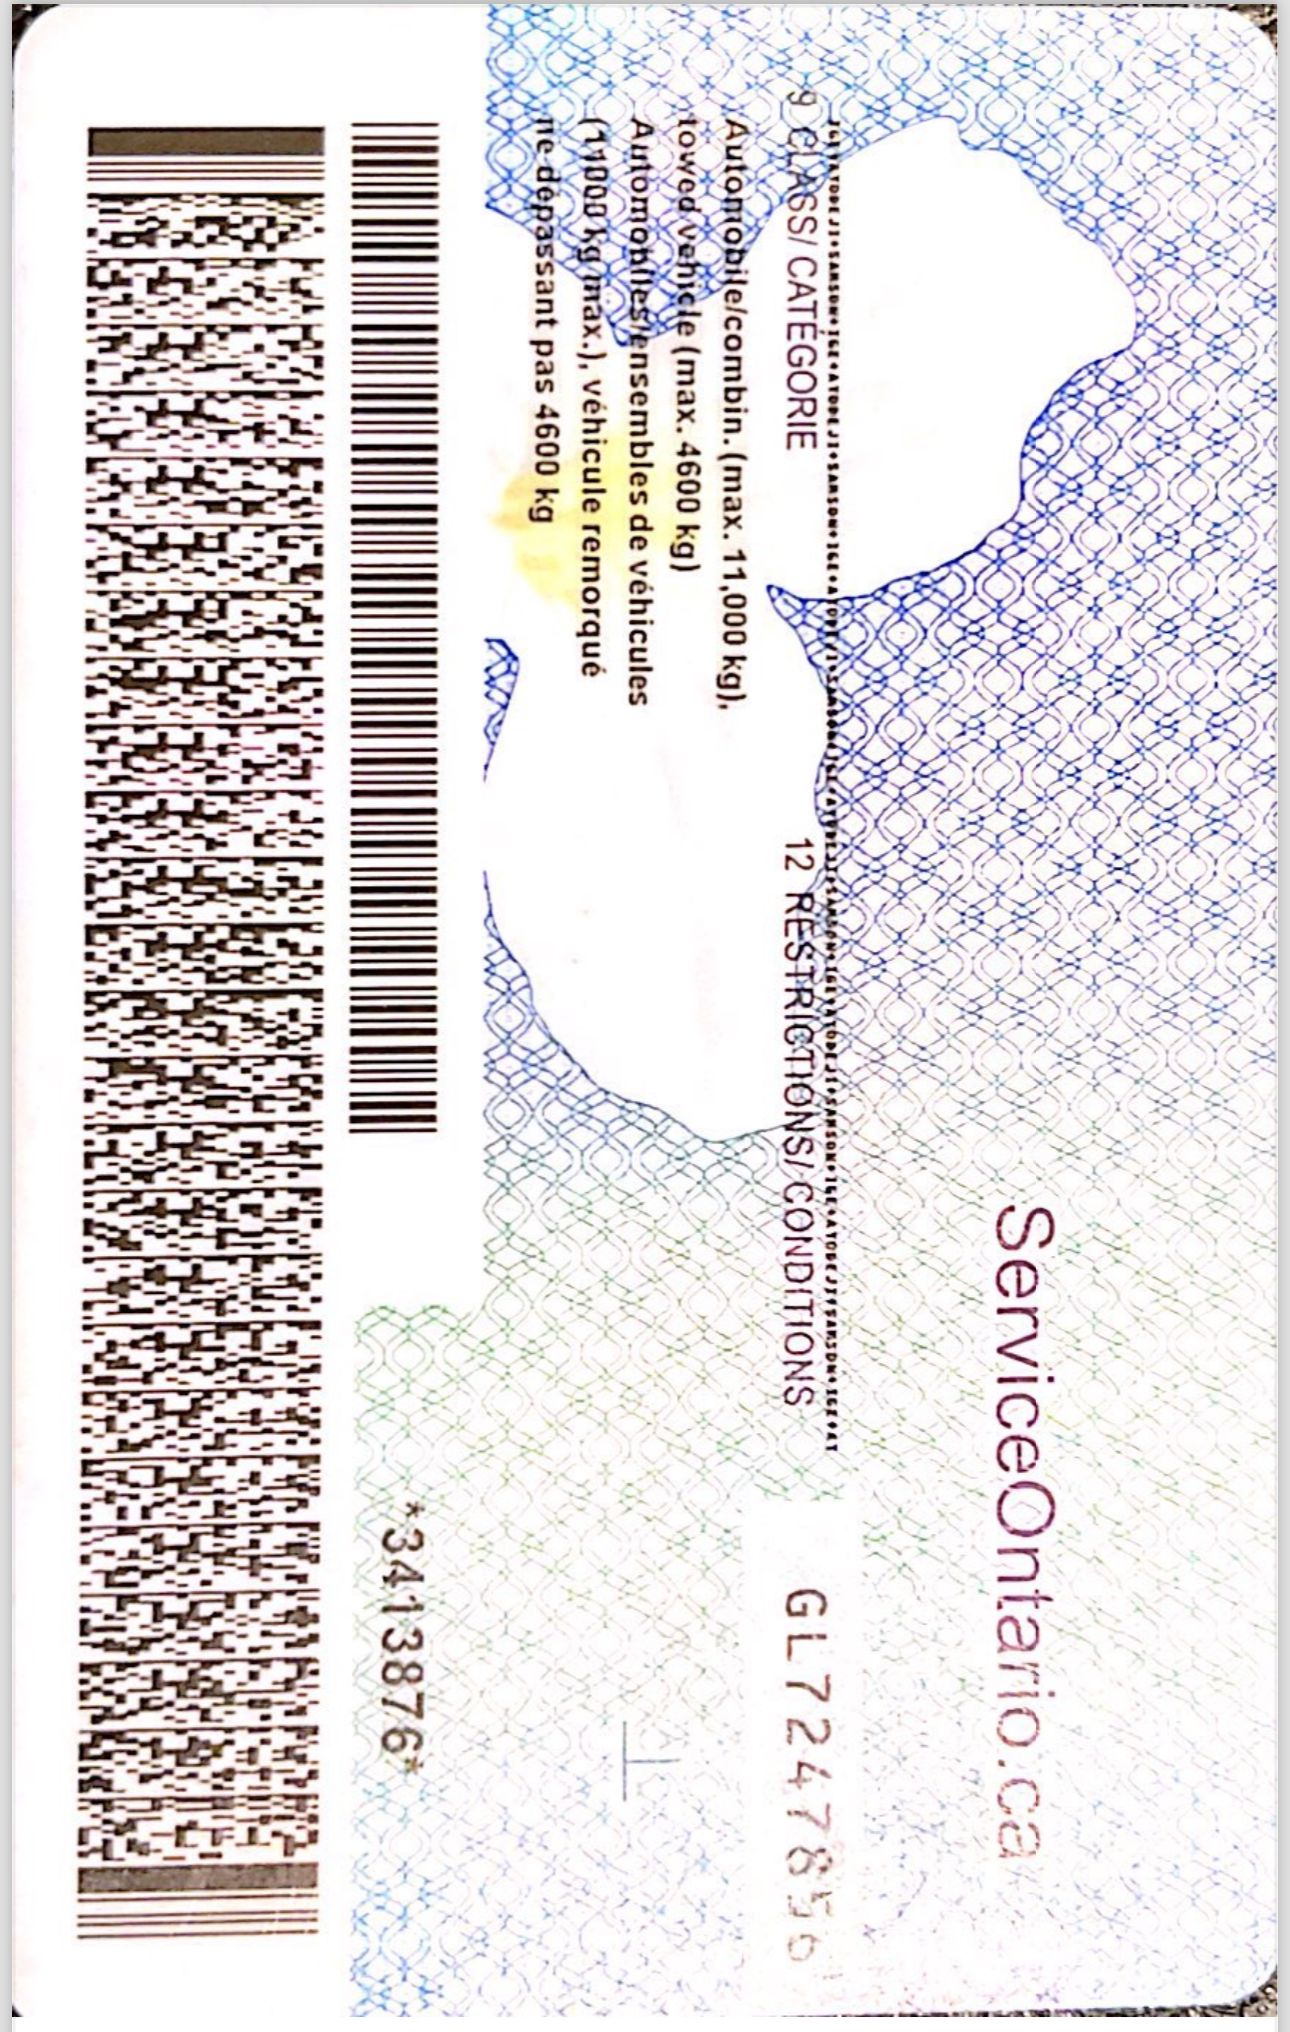 ServiceOntario.ca
9 CLASS/ CATÉGORIE
12 RESTRICTIONS/ CONDITIONS
GL7247856
Automobile/combin. (max. 11,000 kg),
towed vehicle (max. 4600 kg)
Automobiles/ensembles de véhicules
(11000 kg max.), véhicule remorqué
ne dépassant pas 4600 kg
*3413876*